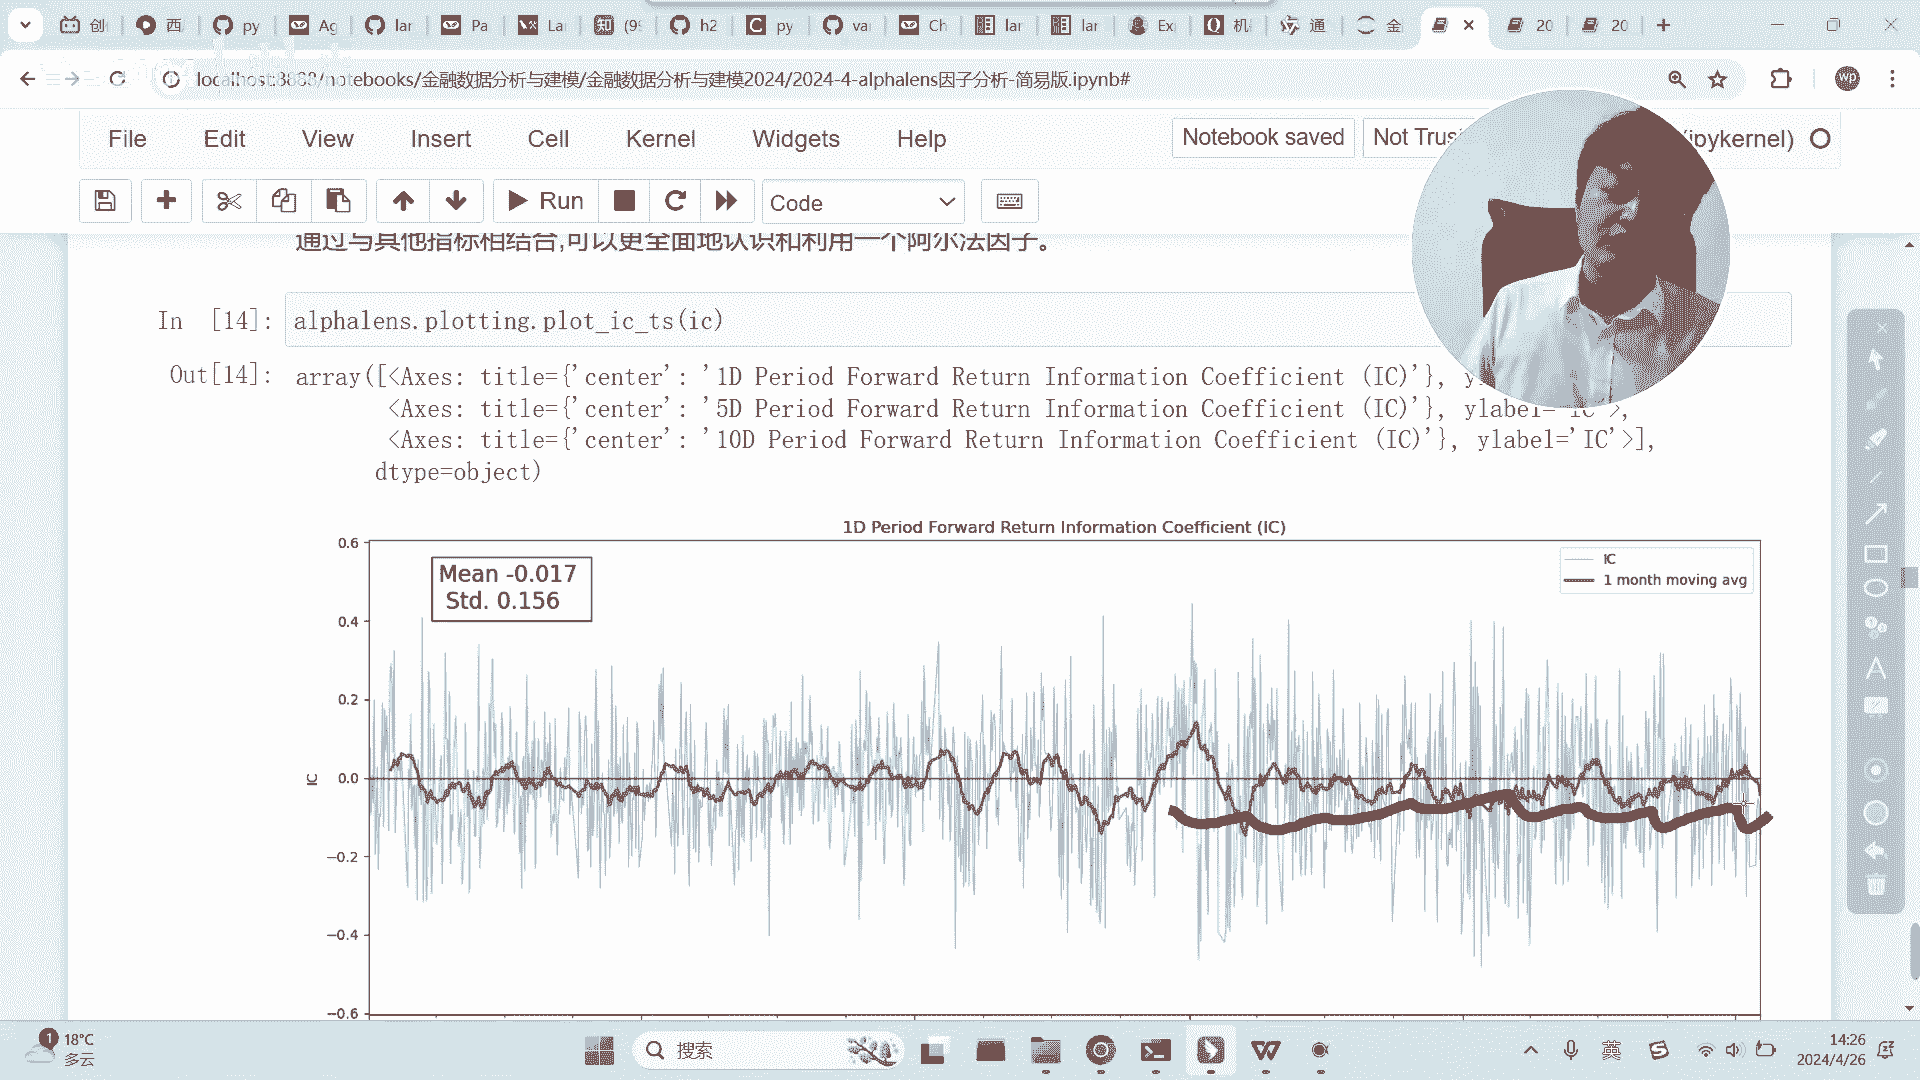 创 西 py Ag lar Pa La 知 (9 h2 py va Ch lar lar Ex 机 通 金 20 20
localhost:8888/notebooks/金融数据分析与建模/金融数据分析与建模2024/2024-4-alphalens因子分析-简易版.ipynb#
wp
File Edit View Insert Cell Kernel Widgets Help Notebook saved Not Trus (ipykernel)
Run Code
通过与其他指标相结合,可以更全面地认识和利用一个阿尔法因子。
In [14]: alphalens.plotting.plot_ic_ts(ic)
Out[14]: array([<Axes: title={'center': '1D Period Forward Return Information Coefficient (IC)'}, y
<Axes: title={'center': '5D Period Forward Return Information Coefficient (IC)'}, ylabel='IC'>,
<Axes: title={'center': '10D Period Forward Return Information Coefficient (IC)'}, ylabel='IC'>],
dtype=object)
1D Period Forward Return Information Coefficient (IC)
0.6
Mean -0.017
Std. 0.156
IC
1 month moving avg
0.4
0.2
0.0
IC
−0.2
−0.4
−0.6
1
18°C
多云
搜索
英
14:26
2024/4/26